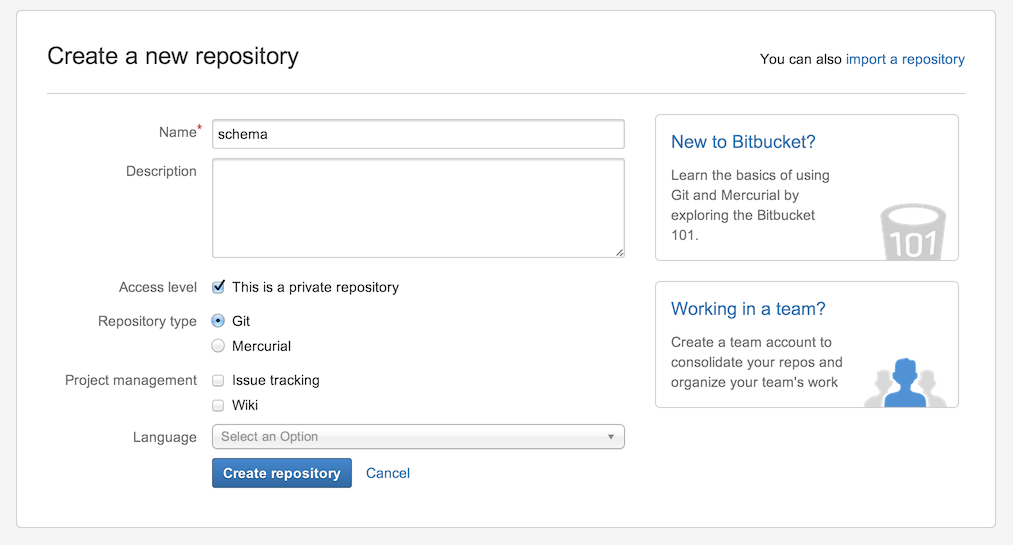 Create a new repository
You can also import a repository
Name*
schema
Description
Access level
This is a private repository
Repository type
Git
Mercurial
Project management
Issue tracking
Wiki
Language
Select an Option
Create repository
Cancel
New to Bitbucket?
Learn the basics of using
Git and Mercurial by
exploring the Bitbucket
101.
101
Working in a team?
Create a team account to
consolidate your repos and
organize your team's work